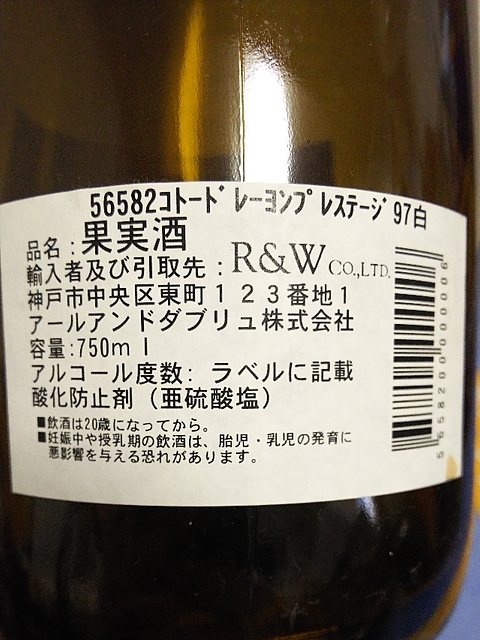 56582コトードﾞレーヨンプレステージﾞ97白
品名:果実酒
輸入者及び引取先:R&W CO.,LTD.
神戸市中央区東町123番地1
アールアンドダブリュ株式会社
容量:750ml
アルコール度数:ラベルに記載
酸化防止剤(亜硫酸塩)
■飲酒は20歳になってから。
■妊娠中や授乳期の飲酒は、胎児・乳児の発育に
悪影響を与える恐れがあります。
5658200000006